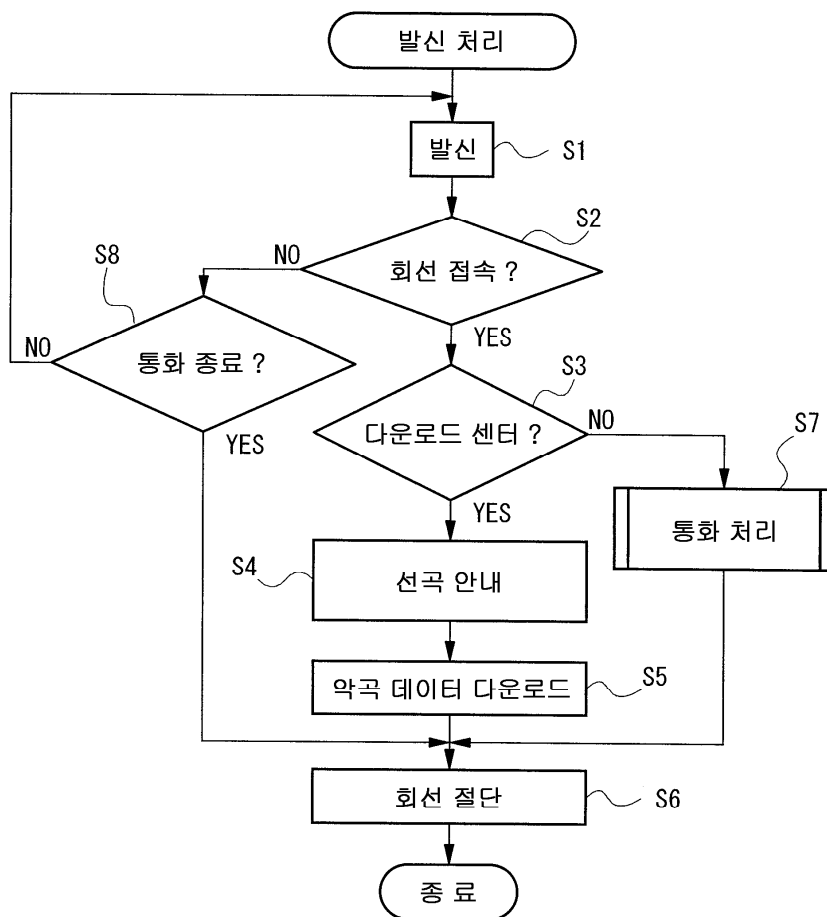 발신 처리
발신
S1
S2
회선 접속 ?
NO
YES
S8
통화 종료 ?
NO
YES
S3
다운로드 센터 ?
NO
YES
S7
통화 처리
S4
선곡 안내
악곡 데이터 다운로드
S5
회선 절단
S6
종 료